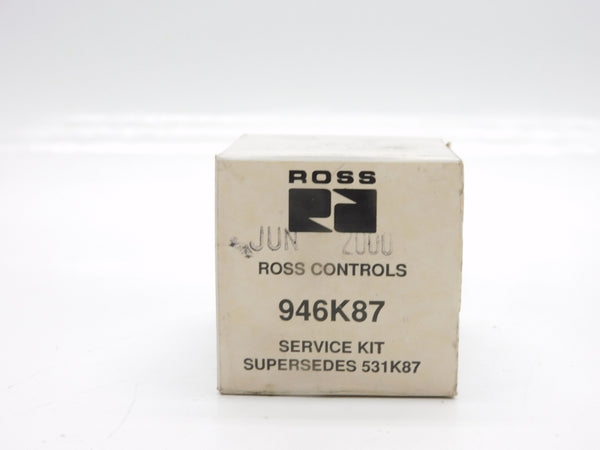 ROSS
JUN 2000
ROSS CONTROLS
946K87
SERVICE KIT
SUPERSEDES 531K87